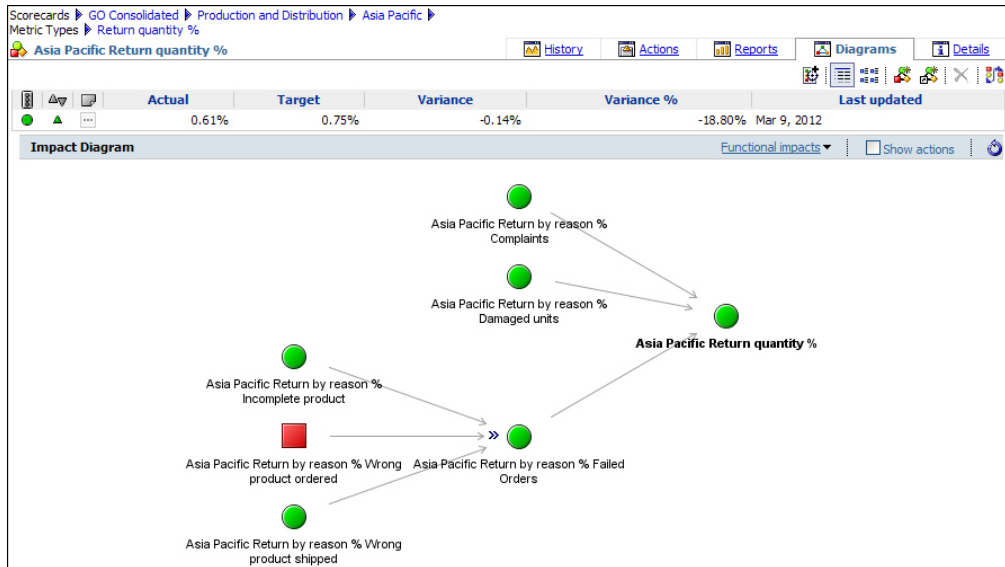 Scorecards GO Consolidated Production and Distribution Asia Pacific
Metric Types Return quantity %
Asia Pacific Return quantity % History Actions Reports Diagrams Details
Actual Target Variance Variance % Last updated
0.61% 0.75% -0.14% -18.80% Mar 9, 2012
Impact Diagram Functional impacts Show actions
Asia Pacific Return by reason %
Complaints
Asia Pacific Return by reason %
Damaged units
Asia Pacific Return quantity %
Asia Pacific Return by reason %
Incomplete product
Asia Pacific Return by reason % Wrong
product ordered
Asia Pacific Return by reason % Failed
Orders
Asia Pacific Return by reason % Wrong
product shipped